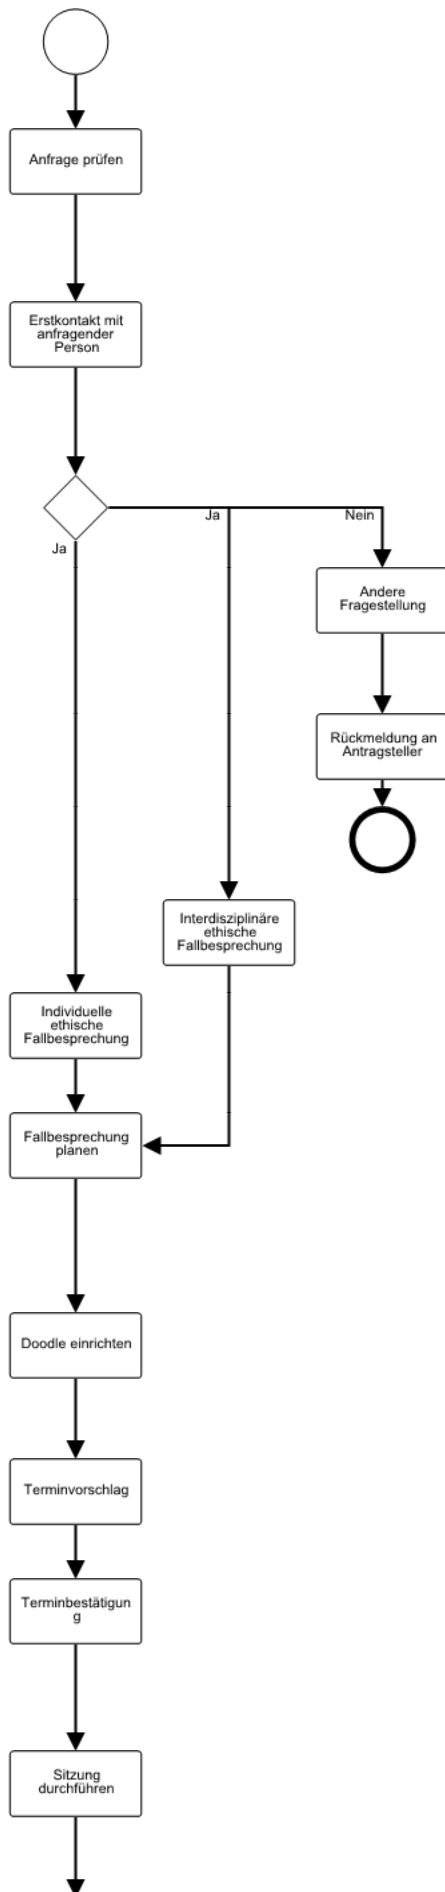 Anfrage prüfen
Erstkontakt mit
anfragender
Person
Ja
Ja
Nein
Andere
Fragestellung
Rückmeldung an
Antragsteller
Interdisziplinäre
ethische
Fallbesprechung
Individuelle
ethische
Fallbesprechung
Fallbesprechung
planen
Doodle einrichten
Terminvorschlag
Terminbestätigun
g
Sitzung
durchführen